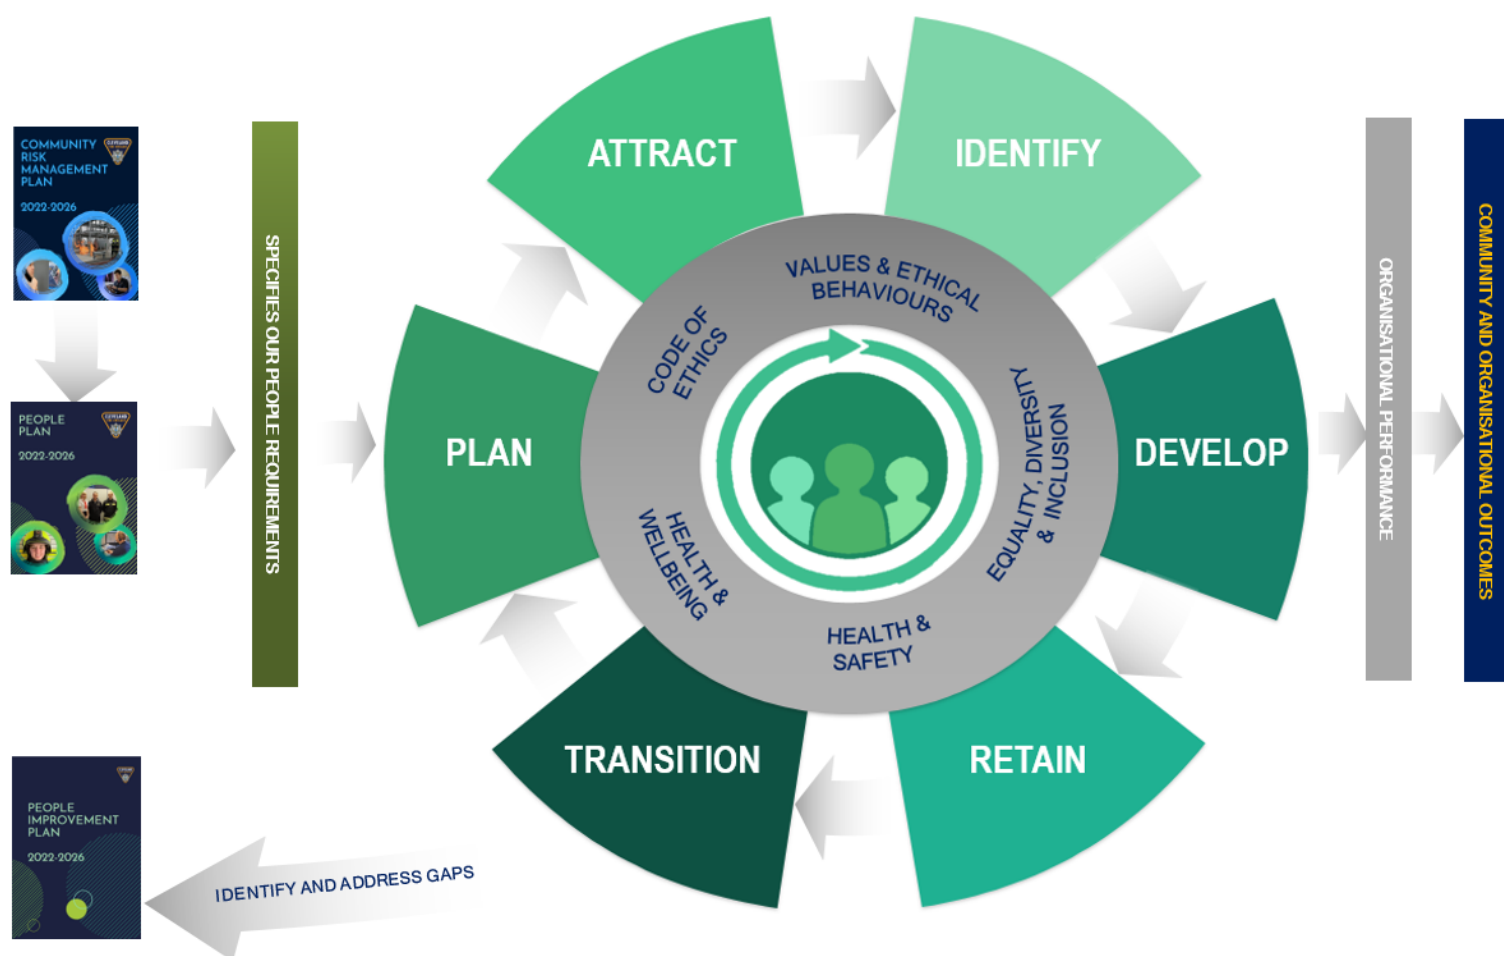 COMMUNITY
RISK
MANAGEMENT
PLAN
2022-2026
CLEVELAND
PEOPLE
PLAN
2022-2026
CLEVELAND
PEOPLE
IMPROVEMENT
PLAN
2022-2026
SPECIFIES OUR PEOPLE REQUIREMENTS
ATTRACT
IDENTIFY
PLAN
DEVELOP
TRANSITION
RETAIN
VALUES & ETHICAL
BEHAVIOURS
CODE OF
ETHICS
EQUALITY, DIVERSITY
& INCLUSION
HEALTH &
WELLBEING
HEALTH &
SAFETY
IDENTIFY AND ADDRESS GAPS
ORGANISATIONAL PERFORMANCE
COMMUNITY AND ORGANISATIONAL OUTCOMES